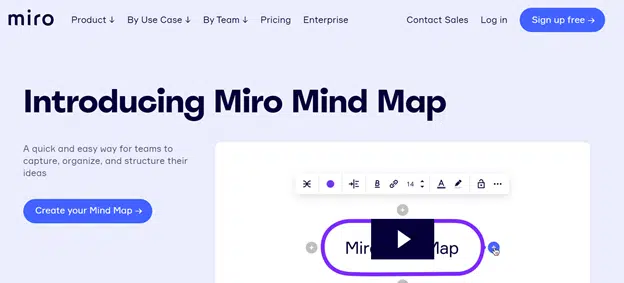 miro
Product ↓ By Use Case ↓ By Team ↓ Pricing Enterprise Contact Sales Log in Sign up free →
Introducing Miro Mind Map
A quick and easy way for teams to
capture, organize, and structure their
ideas
Create your Mind Map →
14
Map